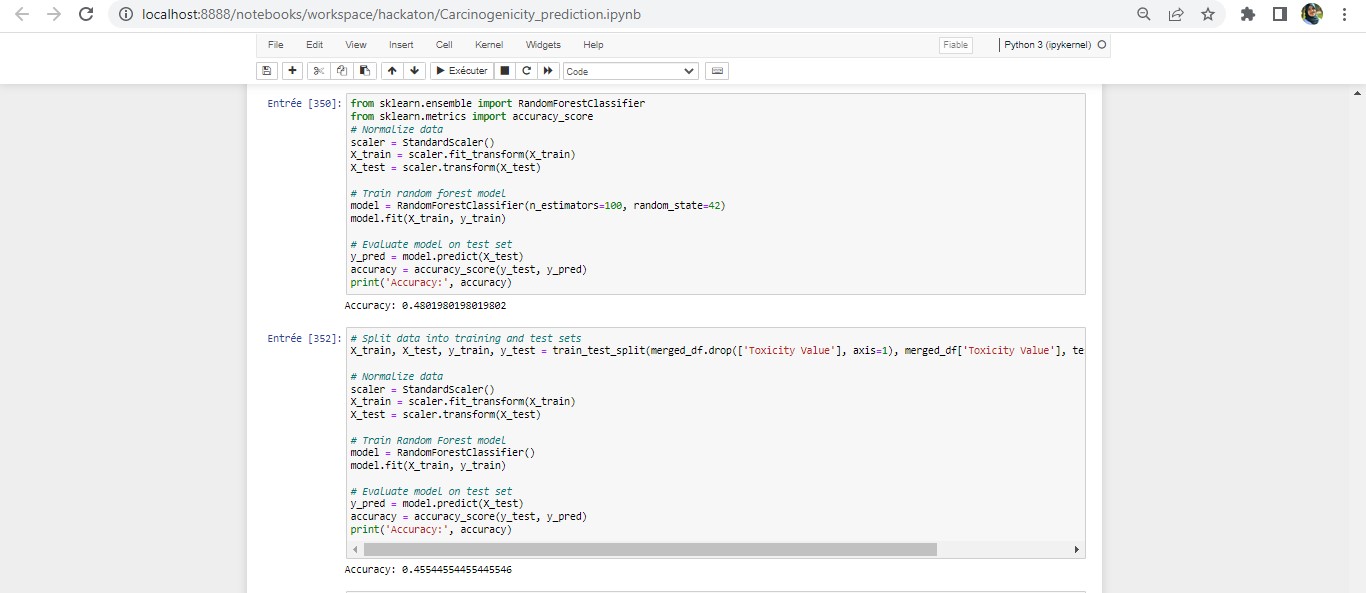 localhost:8888/notebooks/workspace/hackaton/Carcinogenicity_prediction.ipynb
File Edit View Insert Cell Kernel Widgets Help Fiable Python 3 (ipykernel)
Exécuter Code
Entrée [350]: from sklearn.ensemble import RandomForestClassifier
from sklearn.metrics import accuracy_score
# Normalize data
scaler = StandardScaler()
X_train = scaler.fit_transform(X_train)
X_test = scaler.transform(X_test)
# Train random forest model
model = RandomForestClassifier(n_estimators=100, random_state=42)
model.fit(X_train, y_train)
# Evaluate model on test set
y_pred = model.predict(X_test)
accuracy = accuracy_score(y_test, y_pred)
print('Accuracy:', accuracy)
Accuracy: 0.4801980198019802
Entrée [352]: # Split data into training and test sets
X_train, X_test, y_train, y_test = train_test_split(merged_df.drop(['Toxicity Value'], axis=1), merged_df['Toxicity Value'], te
# Normalize data
scaler = StandardScaler()
X_train = scaler.fit_transform(X_train)
X_test = scaler.transform(X_test)
# Train Random Forest model
model = RandomForestClassifier()
model.fit(X_train, y_train)
# Evaluate model on test set
y_pred = model.predict(X_test)
accuracy = accuracy_score(y_test, y_pred)
print('Accuracy:', accuracy)
Accuracy: 0.45544554455445546